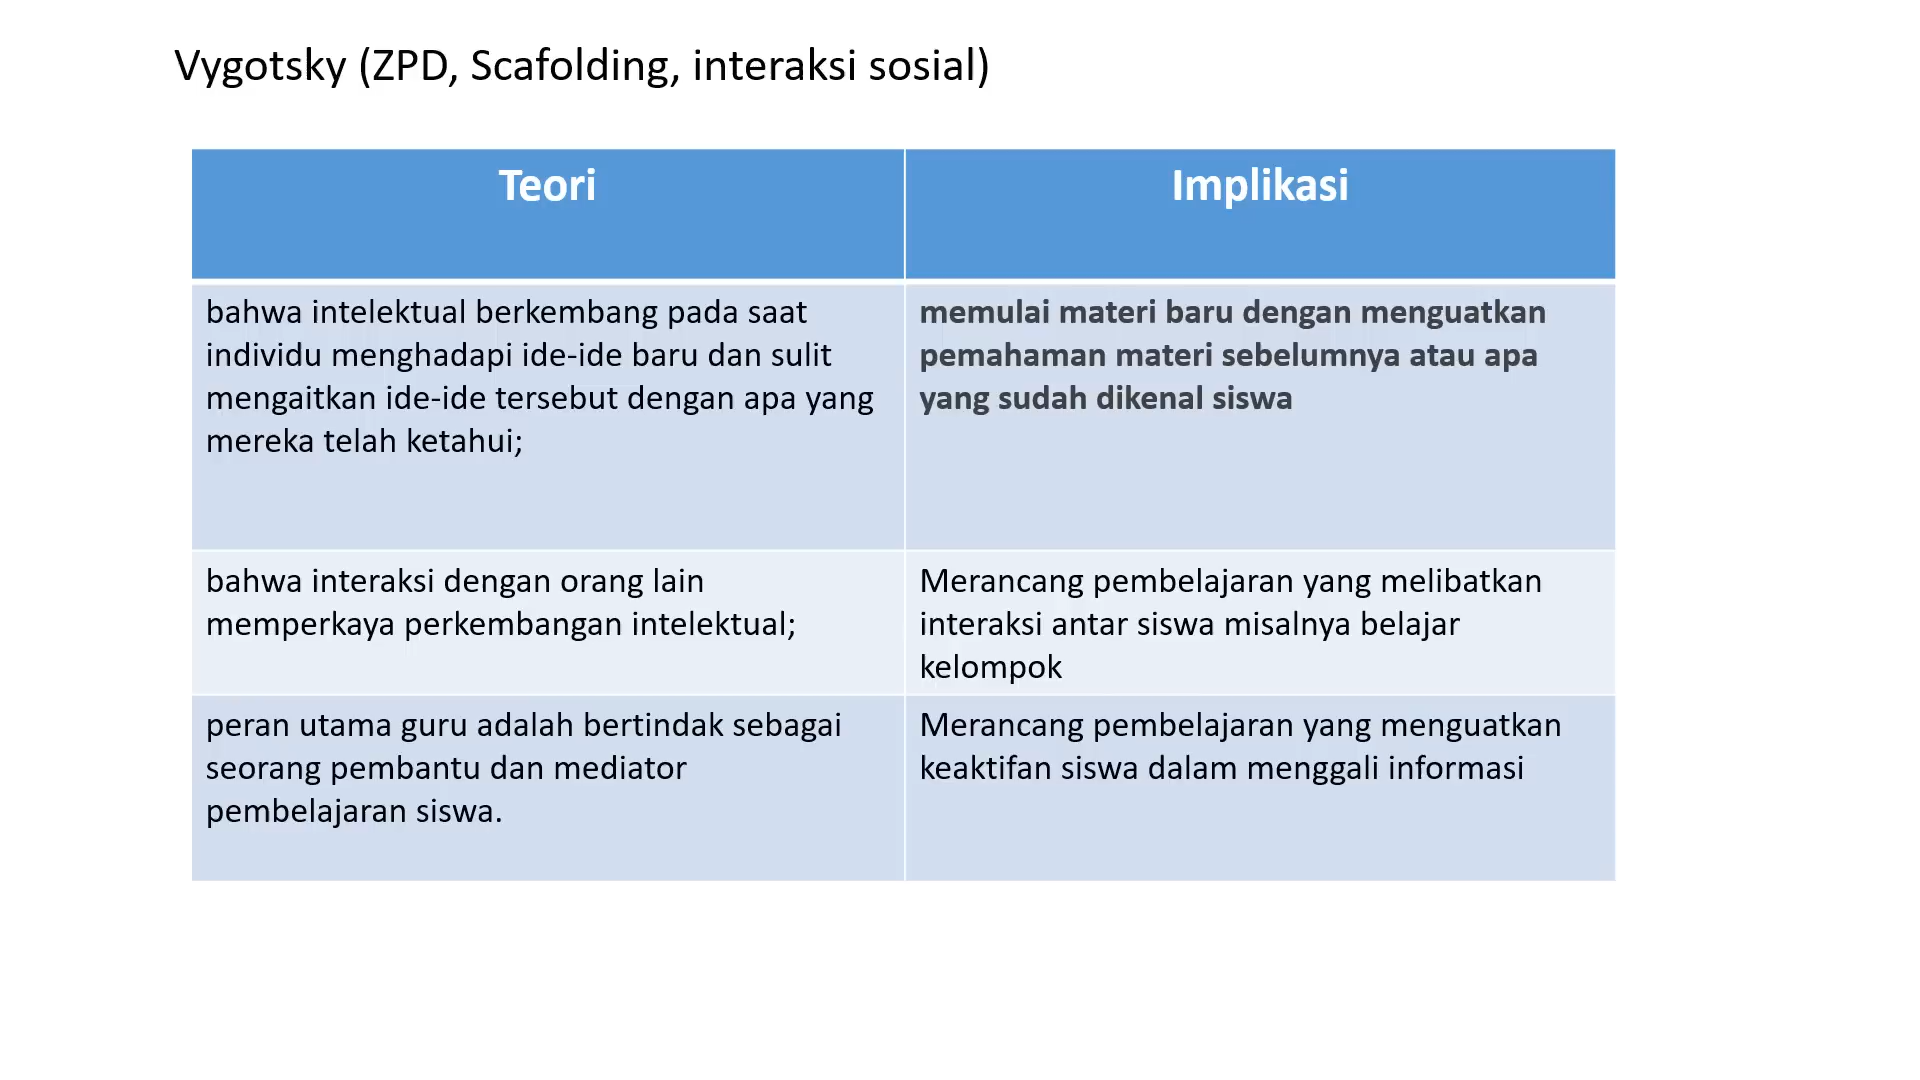 Vygotsky (ZPD, Scafolding, interaksi sosial)
Teori
Implikasi
bahwa intelektual berkembang pada saat
individu menghadapi ide-ide baru dan sulit
mengaitkan ide-ide tersebut dengan apa yang
mereka telah ketahui;
memulai materi baru dengan menguatkan
pemahaman materi sebelumnya atau apa
yang sudah dikenal siswa
bahwa interaksi dengan orang lain
memperkaya perkembangan intelektual;
Merancang pembelajaran yang melibatkan
interaksi antar siswa misalnya belajar
kelompok
peran utama guru adalah bertindak sebagai
seorang pembantu dan mediator
pembelajaran siswa.
Merancang pembelajaran yang menguatkan
keaktifan siswa dalam menggali informasi